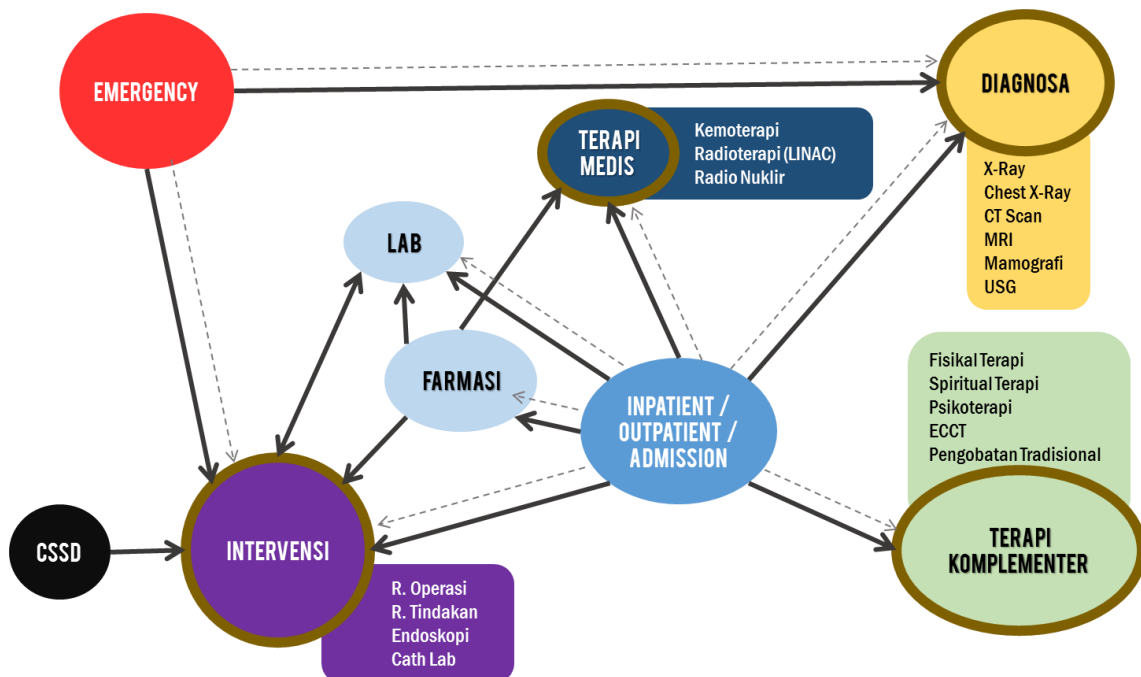 EMERGENCY
DIAGNOSA
X-Ray
Chest X-Ray
CT Scan
MRI
Mamografi
USG
TERAPI
MEDIS
Kemoterapi
Radioterapi (LINAC)
Radio Nuklir
LAB
FARMASI
INPATIENT /
OUTPATIENT /
ADMISSION
Fisikal Terapi
Spiritual Terapi
Psikoterapi
ECCT
Pengobatan Tradisional
TERAPI
KOMPLEMENTER
CSSD
INTERVENSI
R. Operasi
R. Tindakan
Endoskopi
Cath Lab